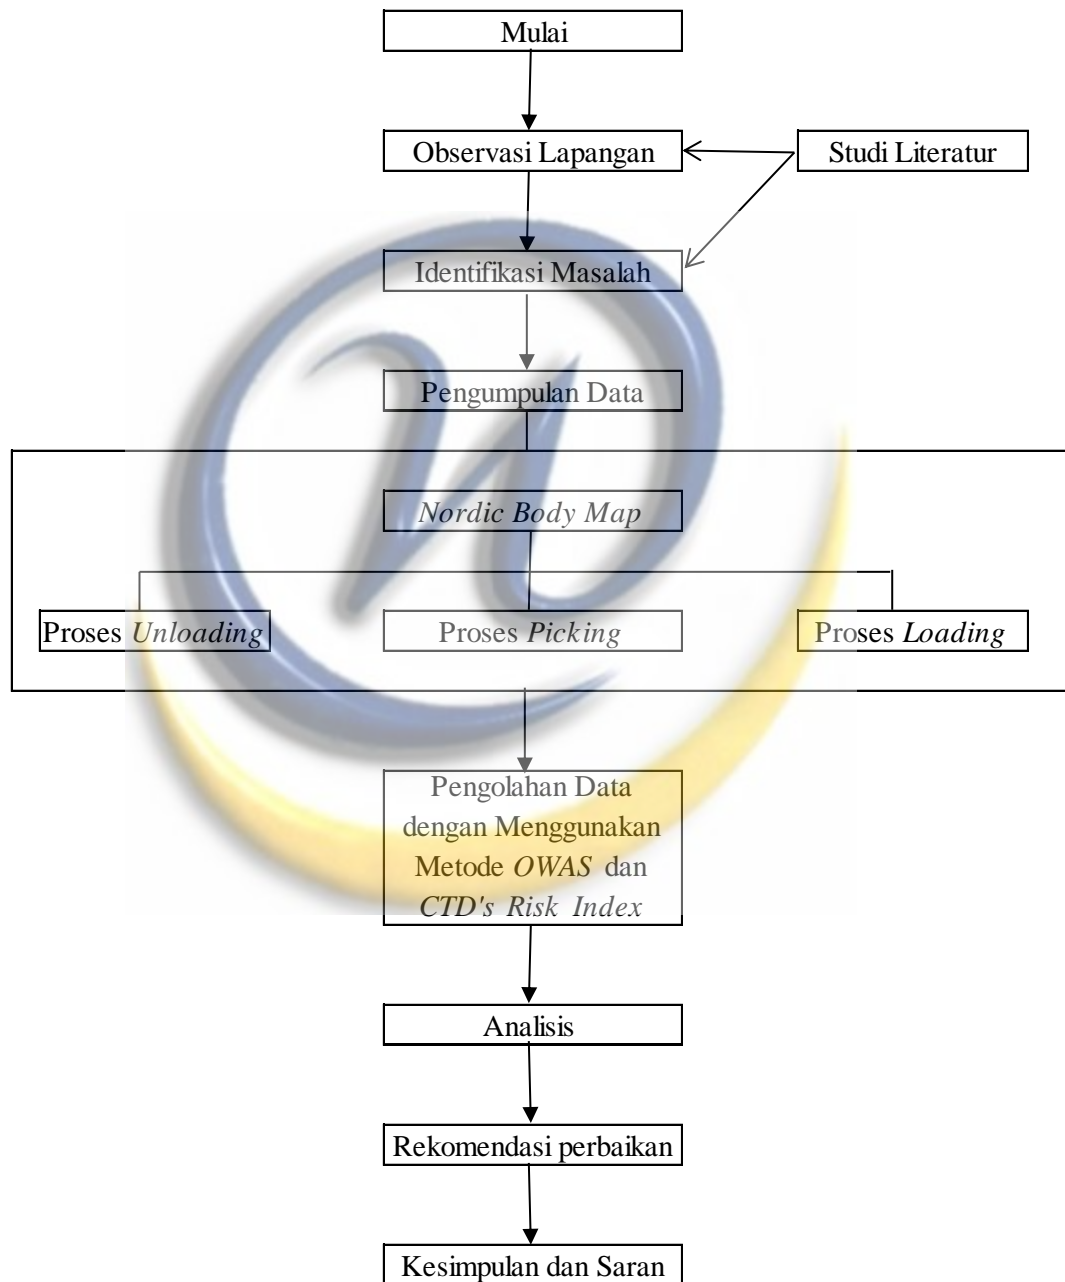 Mulai
Observasi Lapangan
Studi Literatur
Identifikasi Masalah
Pengumpulan Data
Nordic Body Map
Proses Unloading
Proses Picking
Proses Loading
Pengolahan Data
dengan Menggunakan
Metode OWAS dan
CTD's Risk Index
Analisis
Rekomendasi perbaikan
Kesimpulan dan Saran